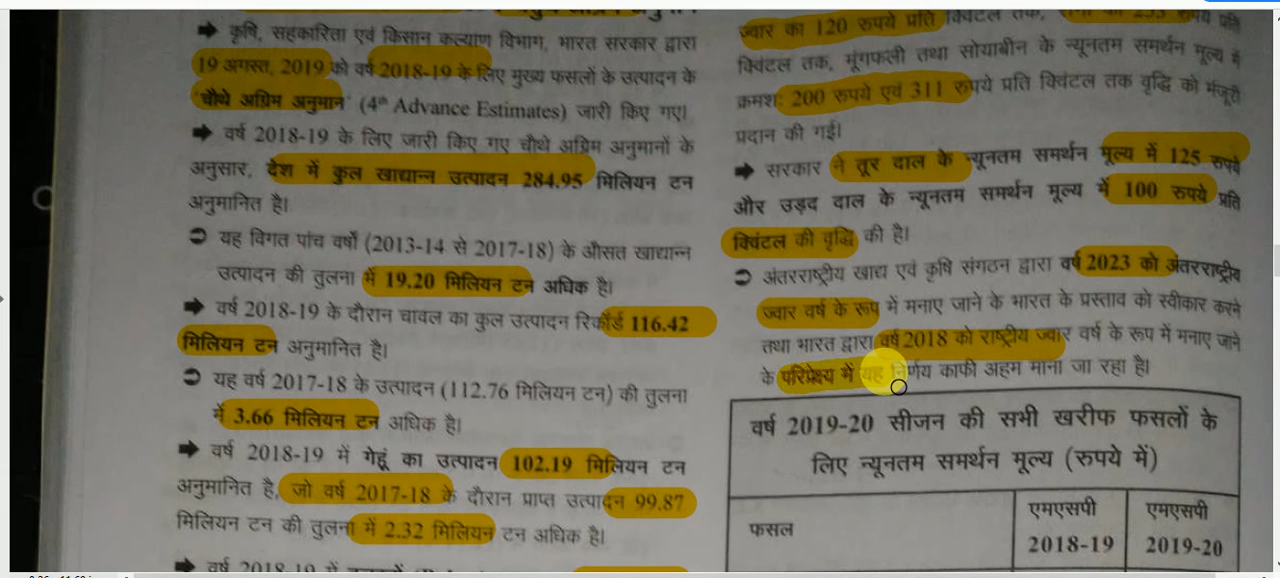 ➡ कृषि, सहकारिता एवं किसान कल्याण विभाग, भारत सरकार द्वारा
19 अगस्त, 2019 को वर्ष 2018-19 के लिए मुख्य फसलों के उत्पादन के
'चौथे अग्रिम अनुमान' (4th Advance Estimates) जारी किए गए।
➡ वर्ष 2018-19 के लिए जारी किए गए चौथे अग्रिम अनुमानों के
अनुसार, देश में कुल खाद्यान्न उत्पादन 284.95 मिलियन टन
अनुमानित है।
➲ यह विगत पांच वर्षों (2013-14 से 2017-18) के औसत खाद्यान्न
उत्पादन की तुलना में 19.20 मिलियन टन अधिक है।
➡ वर्ष 2018-19 के दौरान चावल का कुल उत्पादन रिकॉर्ड 116.42
मिलियन टन अनुमानित है।
➲ यह वर्ष 2017-18 के उत्पादन (112.76 मिलियन टन) की तुलना
में 3.66 मिलियन टन अधिक है।
➡ वर्ष 2018-19 में गेहूं का उत्पादन 102.19 मिलियन टन
अनुमानित है, जो वर्ष 2017-18 के दौरान प्राप्त उत्पादन 99.87
मिलियन टन की तुलना में 2.32 मिलियन टन अधिक है।
ज्वार का 120 रुपये प्रति क्विंटल तक, रुपये प्रति
क्विंटल तक, मूंगफली तथा सोयाबीन के न्यूनतम समर्थन मूल्य में
क्रमशः 200 रुपये एवं 311 रुपये प्रति क्विंटल तक वृद्धि को मंजूरी
प्रदान की गई।
➡ सरकार ने तूर दाल के न्यूनतम समर्थन मूल्य में 125 रुपये
और उड़द दाल के न्यूनतम समर्थन मूल्य में 100 रुपये प्रति
क्विंटल की वृद्धि की है।
➲ अंतरराष्ट्रीय खाद्य एवं कृषि संगठन द्वारा वर्ष 2023 को अंतरराष्ट्रीय
ज्वार वर्ष के रूप में मनाए जाने के भारत के प्रस्ताव को स्वीकार करने
तथा भारत द्वारा वर्ष 2018 को राष्ट्रीय ज्वार वर्ष के रूप में मनाए जाने
के परिप्रेक्ष्य में यह निर्णय काफी अहम माना जा रहा है।
वर्ष 2019-20 सीजन की सभी खरीफ फसलों के
लिए न्यूनतम समर्थन मूल्य (रुपये में)
फसल
एमएसपी
2018-19
एमएसपी
2019-20